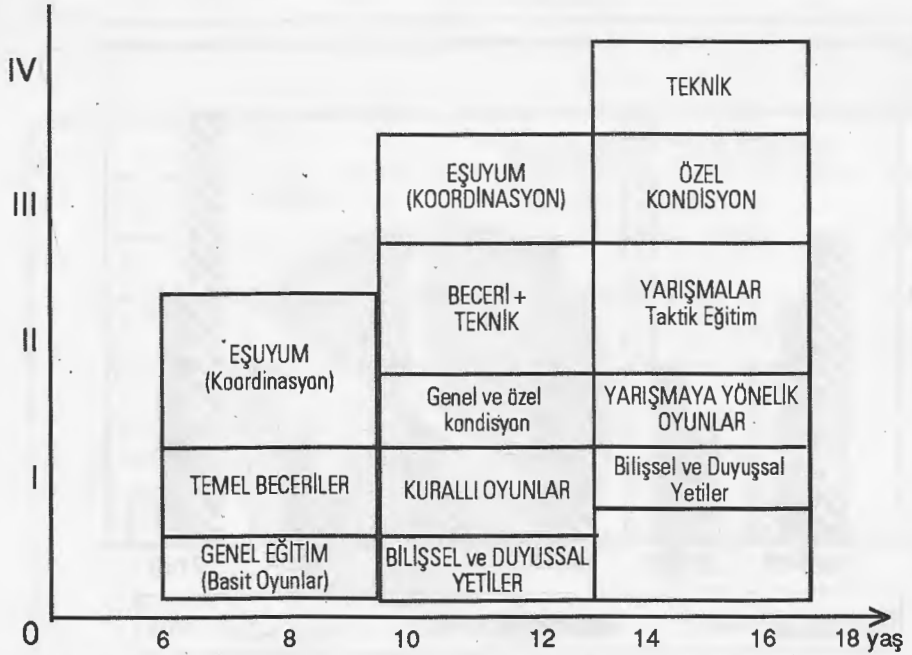 IV
TEKNİK
EŞUYUM
(KOORDİNASYON)
ÖZEL
KONDİSYON
III
BECERİ +
TEKNİK
YARIŞMALAR
Taktik Eğitim
II
EŞUYUM
(Koordinasyon)
Genel ve özel
kondisyon
YARIŞMAYA YÖNELİK
OYUNLAR
I
TEMEL BECERİLER
KURALLI OYUNLAR
Bilişsel ve Duyuşsal
Yetiler
GENEL EĞİTİM
(Basit Oyunlar)
BİLİŞSEL ve DUYUSSAL
YETİLER
0 6 8 10 12 14 16 18 yaş